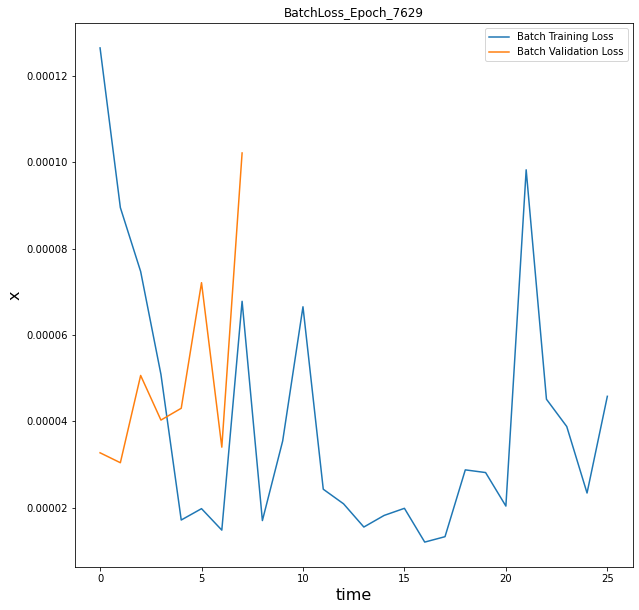 BatchLoss_Epoch_7629
Batch Training Loss
Batch Validation Loss
0.00012
0.00010
0.00008
0.00006
0.00004
0.00002
x
0 5 10 15 20 25
time